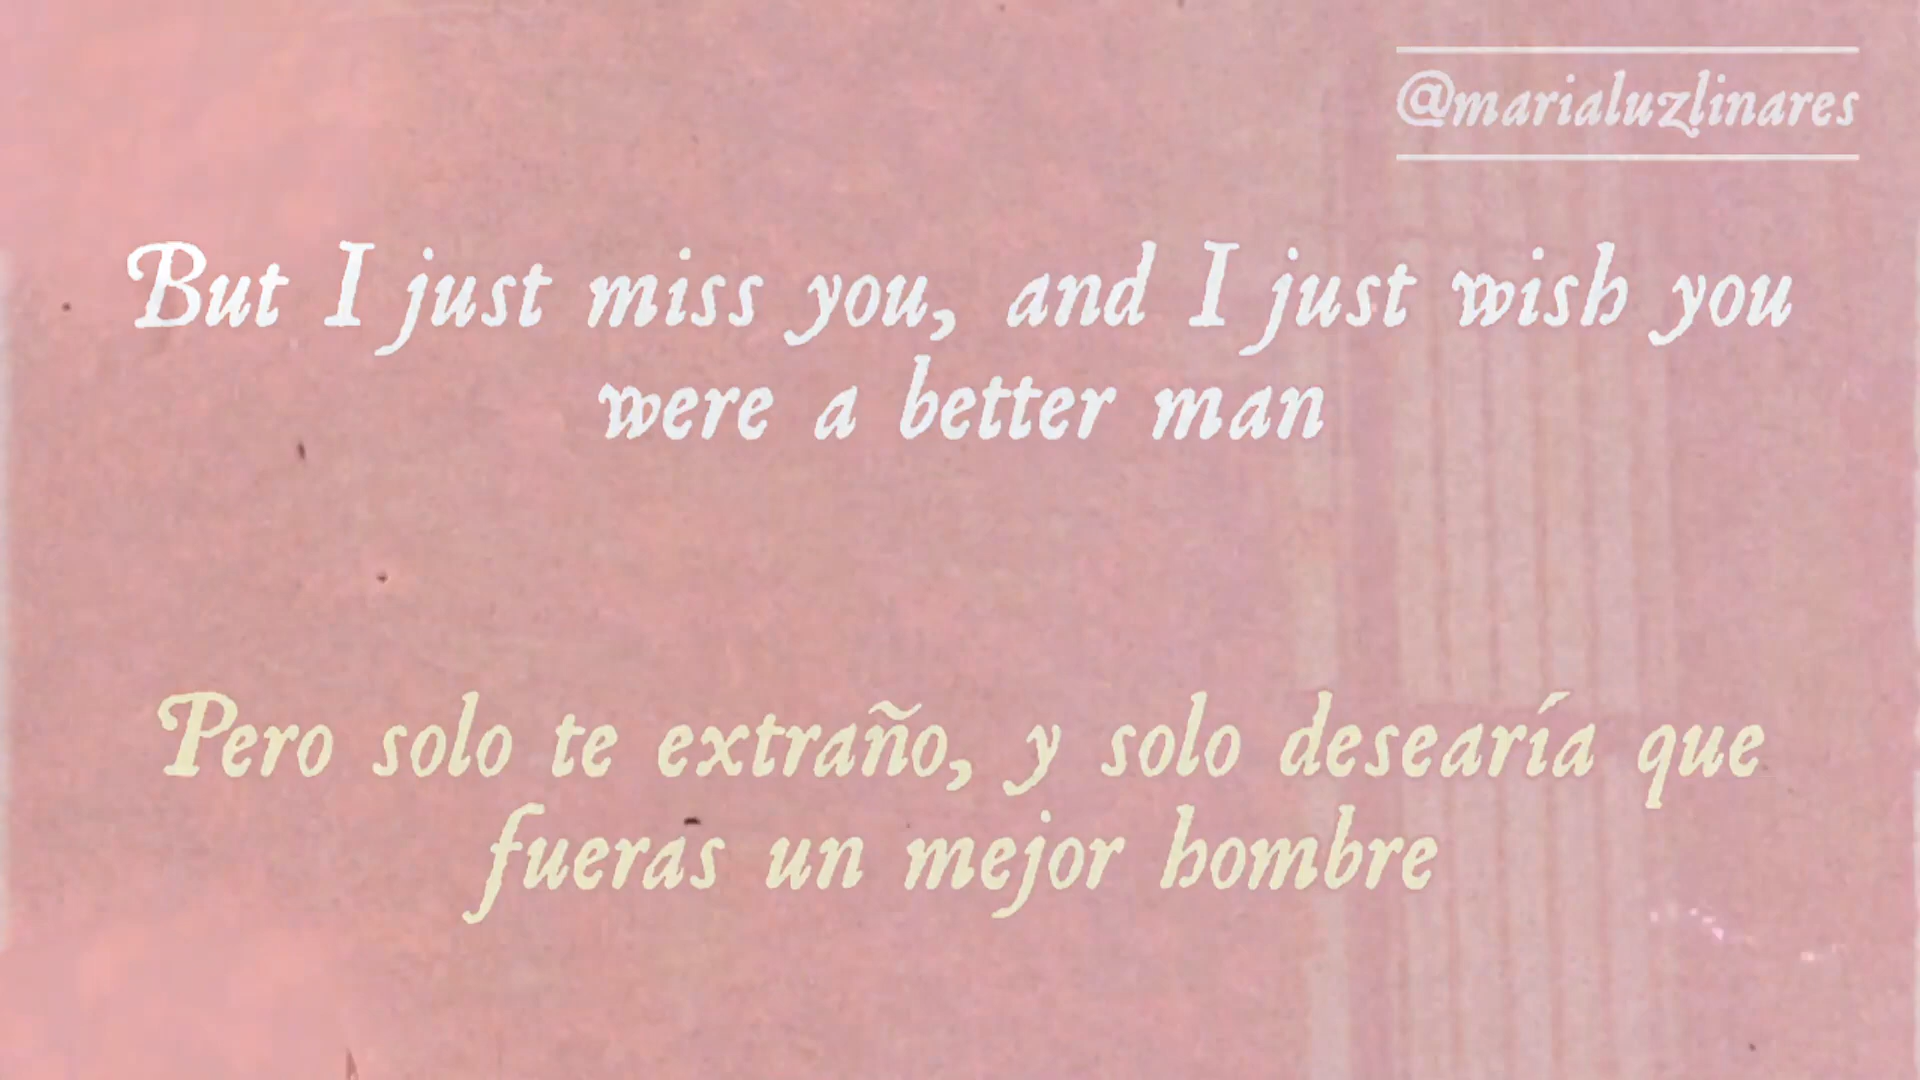 @marialuzlinares
But I just miss you, and I just wish you
were a better man
Pero solo te extraño, y solo desearía que
fueras un mejor hombre